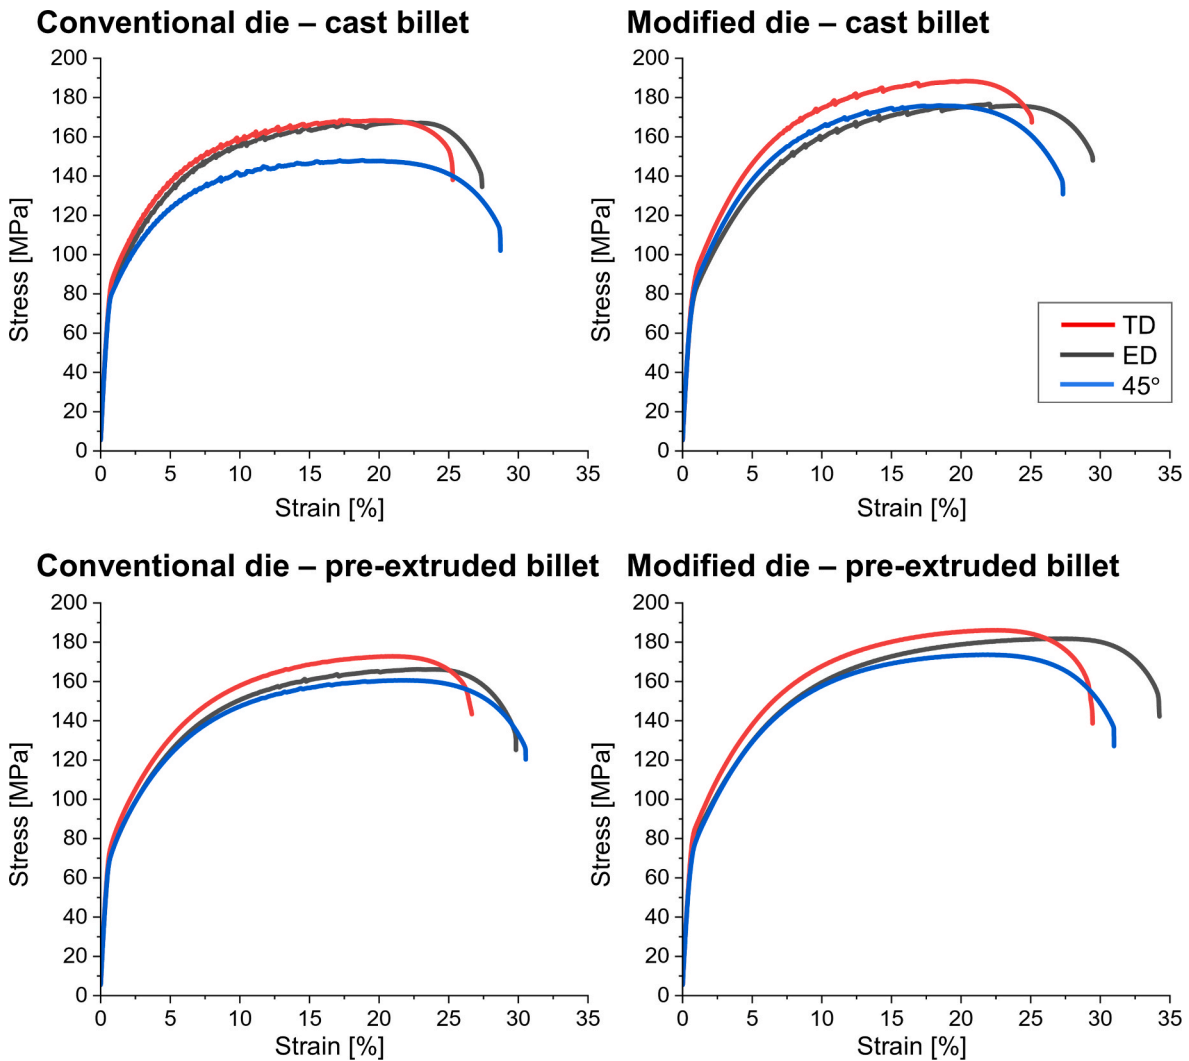 Conventional die – cast billet
Stress [MPa]
200
180
160
140
120
100
80
60
40
20
0
0 5 10 15 20 25 30 35
Strain [%]
Modified die – cast billet
Stress [MPa]
200
180
160
140
120
100
80
60
40
20
0
TD
ED
45°
0 5 10 15 20 25 30 35
Strain [%]
Conventional die – pre-extruded billet
Stress [MPa]
200
180
160
140
120
100
80
60
40
20
0
0 5 10 15 20 25 30 35
Strain [%]
Modified die – pre-extruded billet
Stress [MPa]
200
180
160
140
120
100
80
60
40
20
0
0 5 10 15 20 25 30 35
Strain [%]